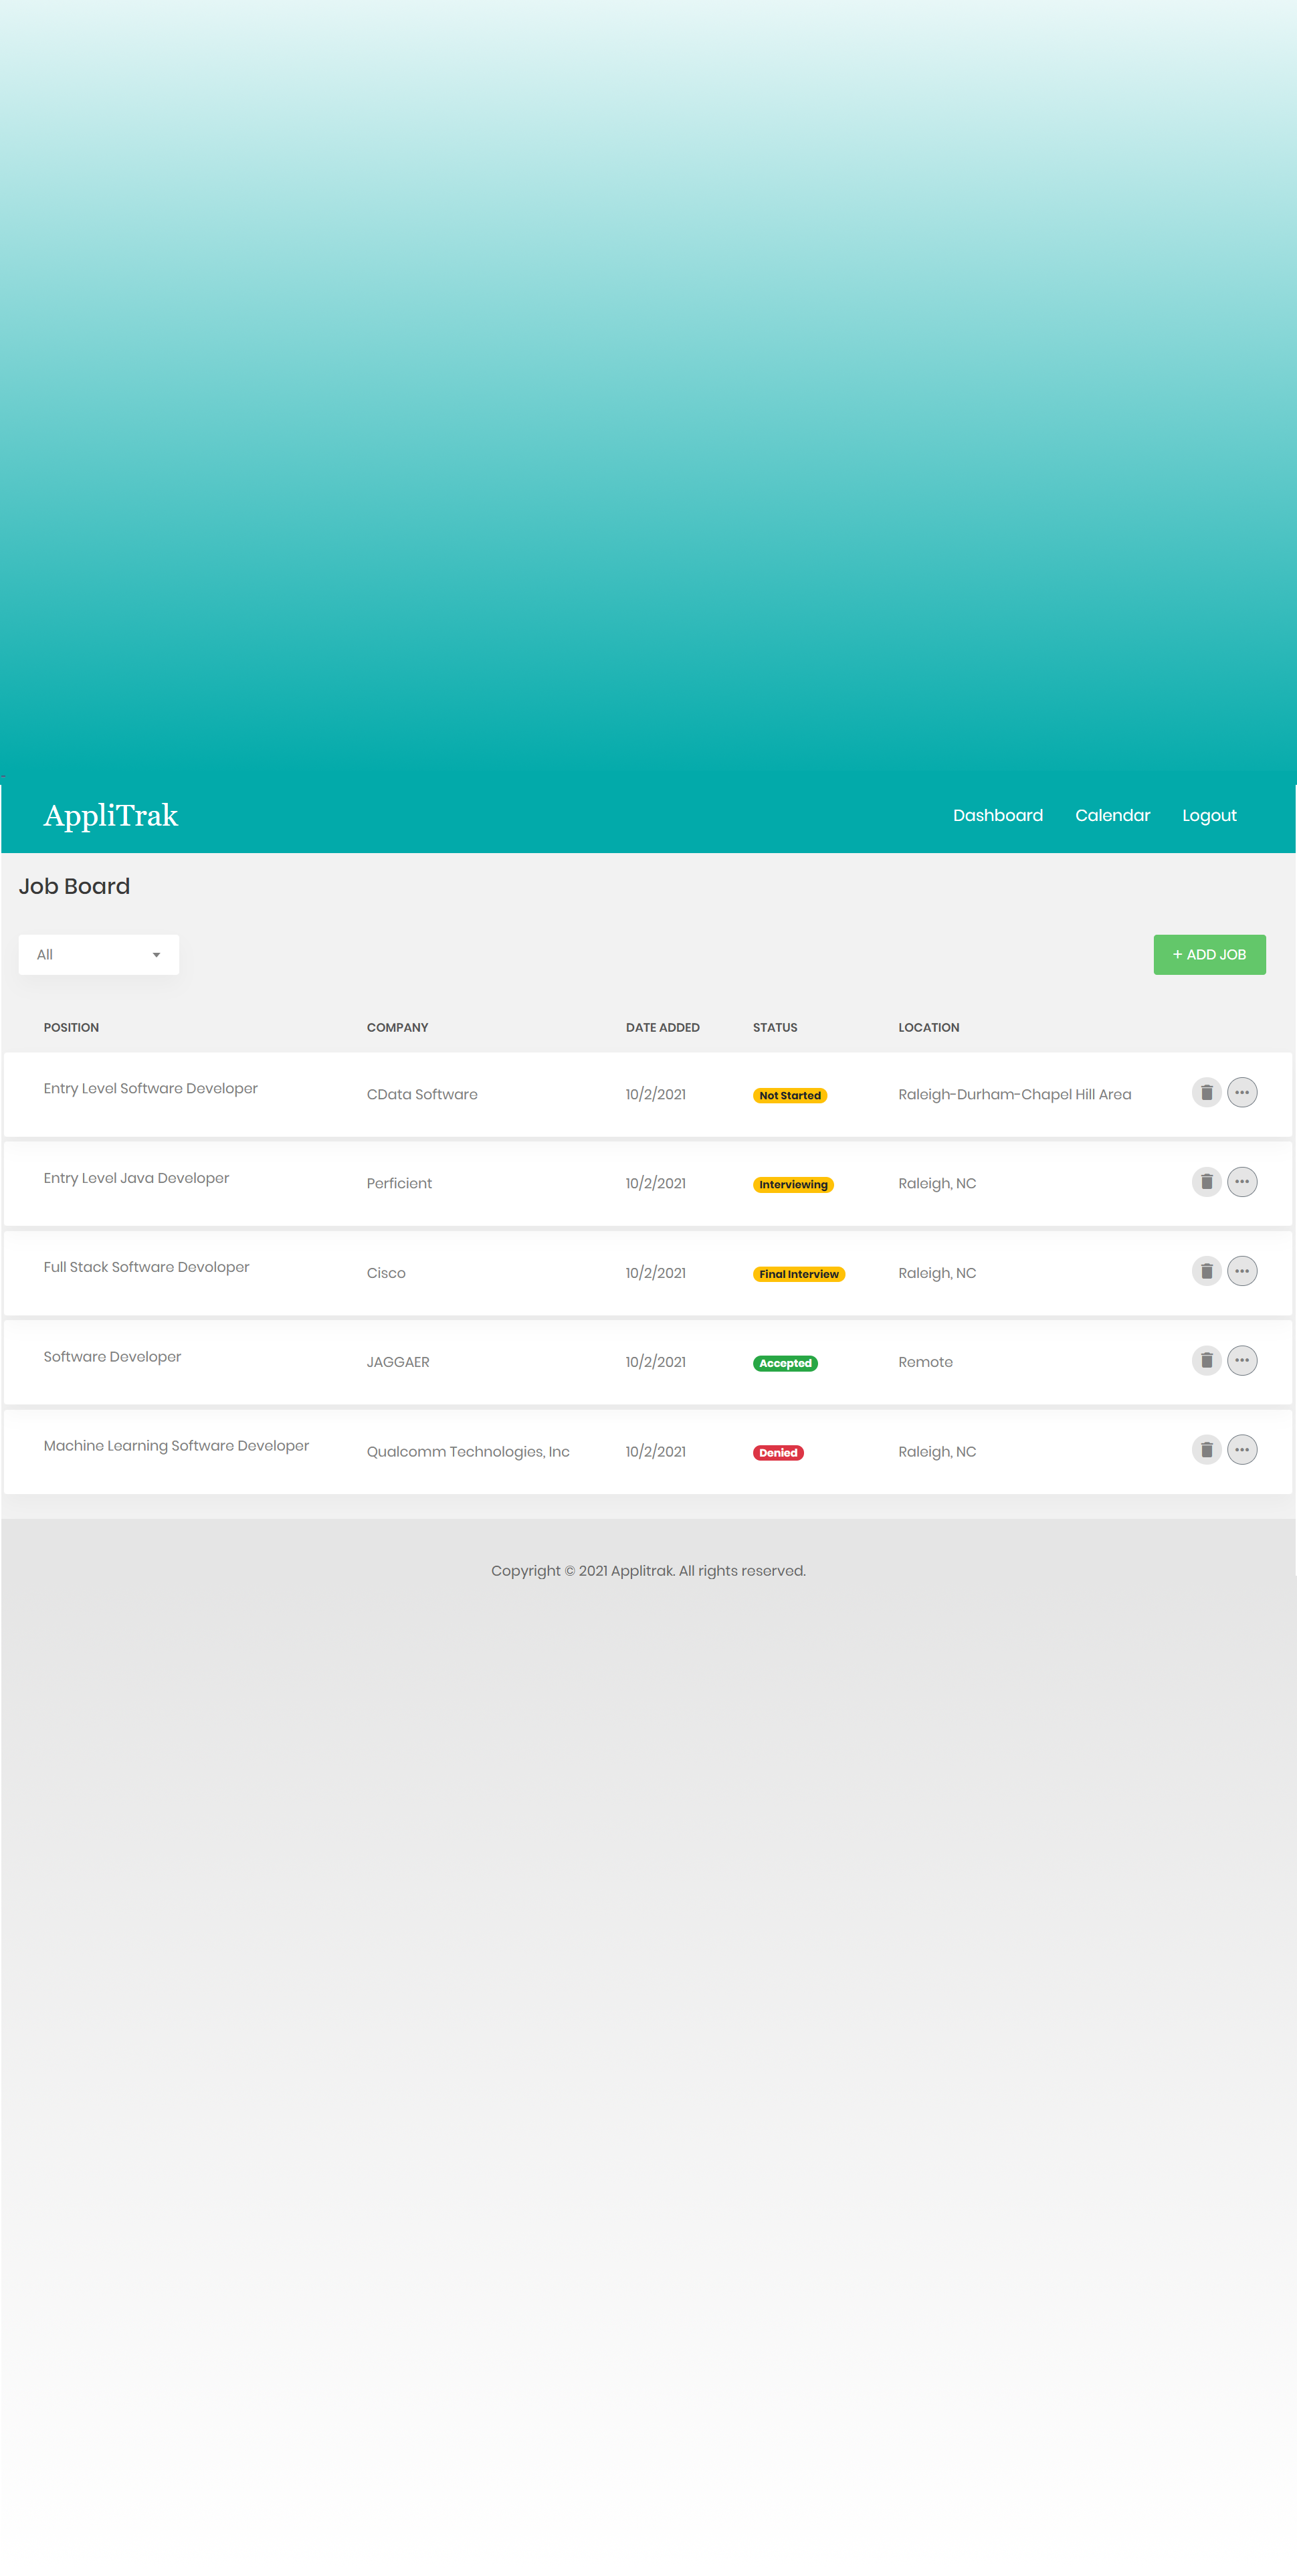 AppliTrak Dashboard Calendar Logout
Job Board
All + ADD JOB
POSITION COMPANY DATE ADDED STATUS LOCATION
Entry Level Software Developer CData Software 10/2/2021 Not Started Raleigh-Durham-Chapel Hill Area
Entry Level Java Developer Perficient 10/2/2021 Interviewing Raleigh, NC
Full Stack Software Devoloper Cisco 10/2/2021 Final Interview Raleigh, NC
Software Developer JAGGAER 10/2/2021 Accepted Remote
Machine Learning Software Developer Qualcomm Technologies, Inc 10/2/2021 Denied Raleigh, NC
Copyright © 2021 Applitrak. All rights reserved.